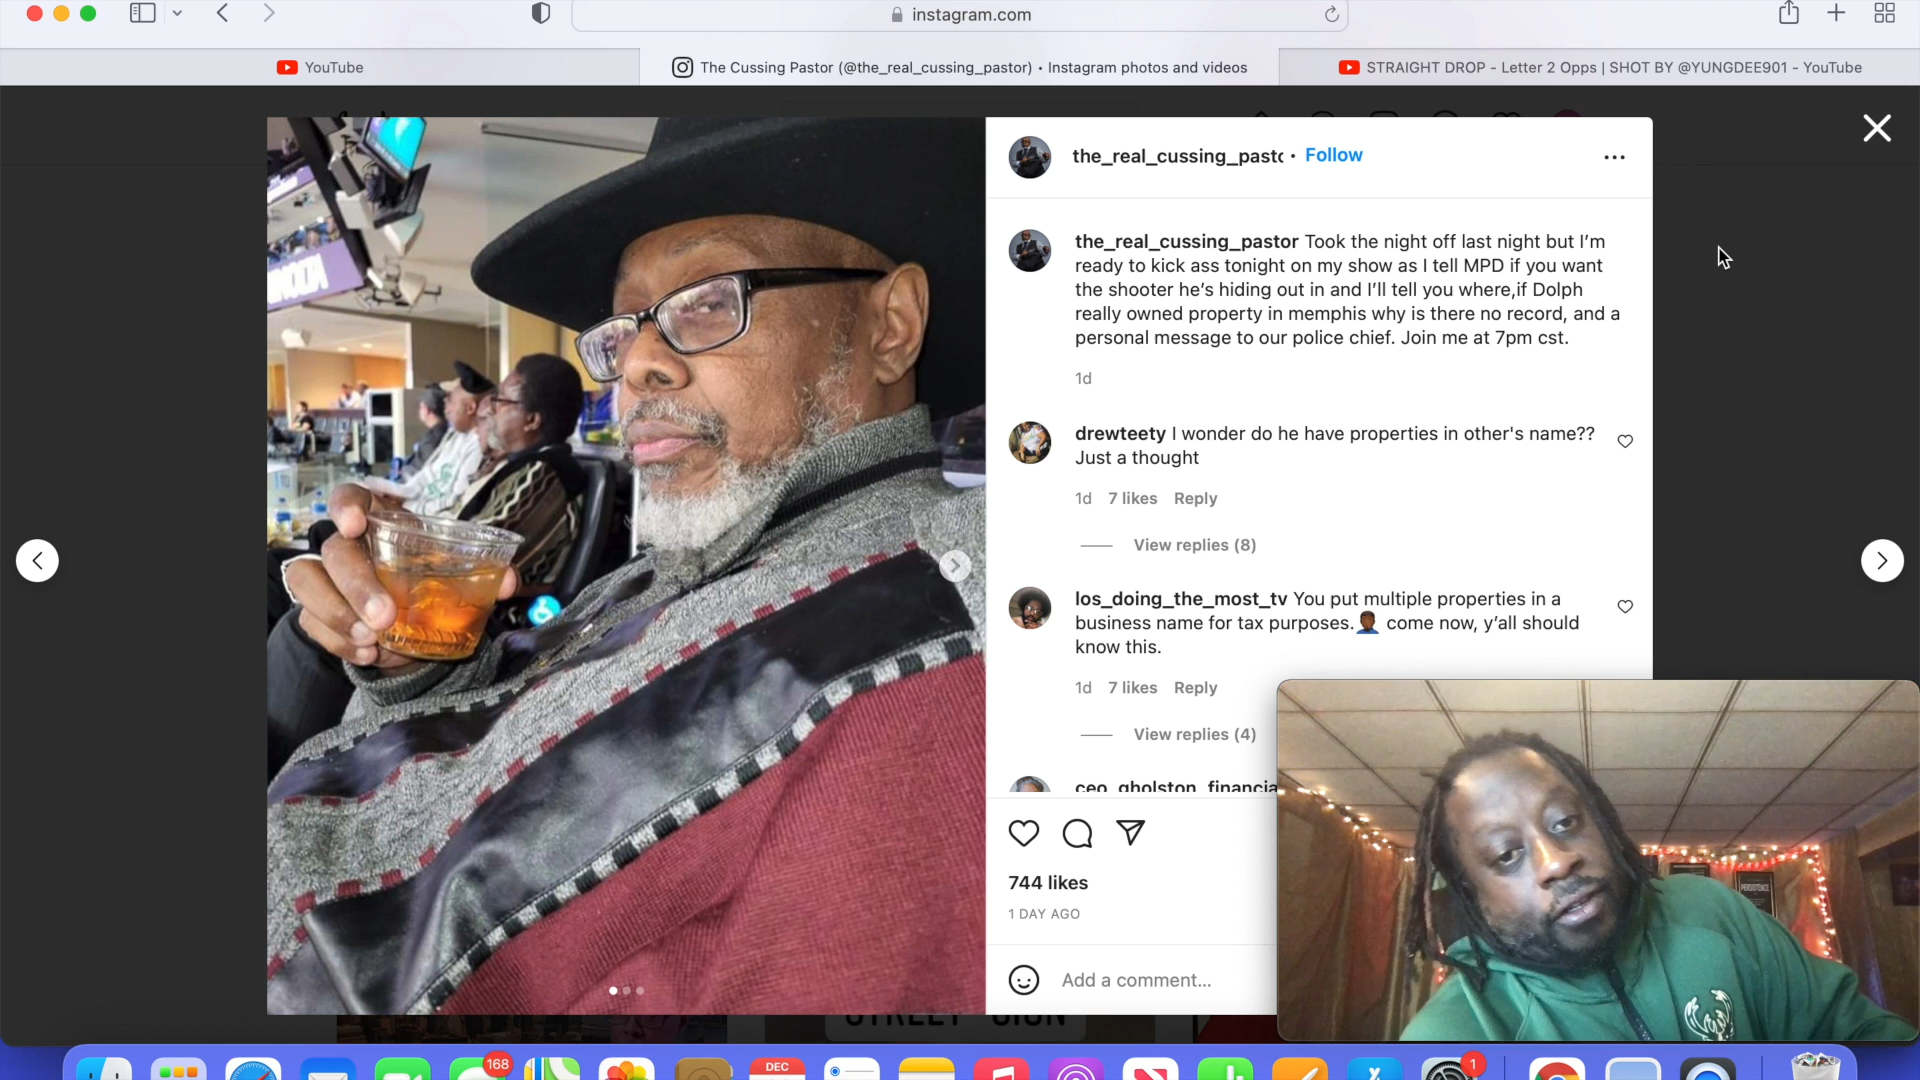 instagram.com
YouTube
The Cussing Pastor (@the_real_cussing_pastor) • Instagram photos and videos
STRAIGHT DROP - Letter 2 Opps | SHOT BY @YUNGDEE901 - YouTube
the_real_cussing_pastc • Follow
the_real_cussing_pastor Took the night off last night but I'm
ready to kick ass tonight on my show as I tell MPD if you want
the shooter he's hiding out in and I'll tell you where,if Dolph
really owned property in memphis why is there no record, and a
personal message to our police chief. Join me at 7pm cst.
1d
drewteety I wonder do he have properties in other's name??
Just a thought
1d 7 likes Reply
View replies (8)
los_doing_the_most_tv You put multiple properties in a
business name for tax purposes. come now, y'all should
know this.
1d 7 likes Reply
View replies (4)
ceo_gholston_financia
744 likes
1 DAY AGO
Add a comment...
PERSISTENCE
STREET SIGN
168
DEC
1